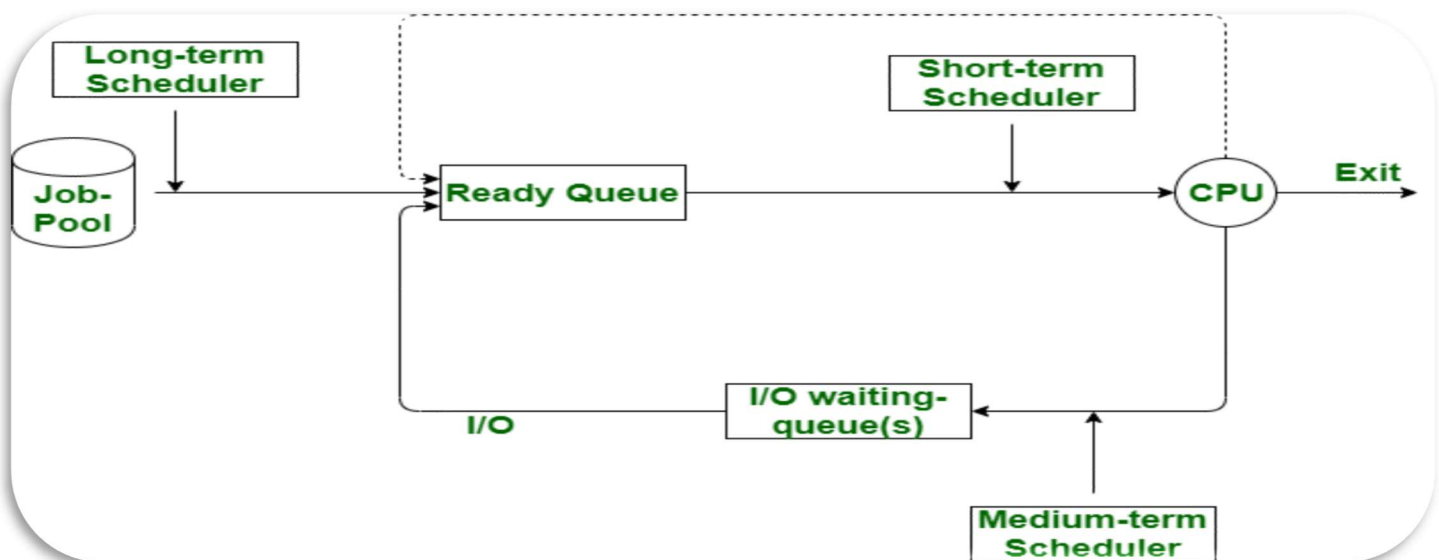 Long-term
Scheduler
Short-term
Scheduler
Job-
Pool
Ready Queue
CPU
Exit
I/O waiting-
queue(s)
I/O
Medium-term
Scheduler